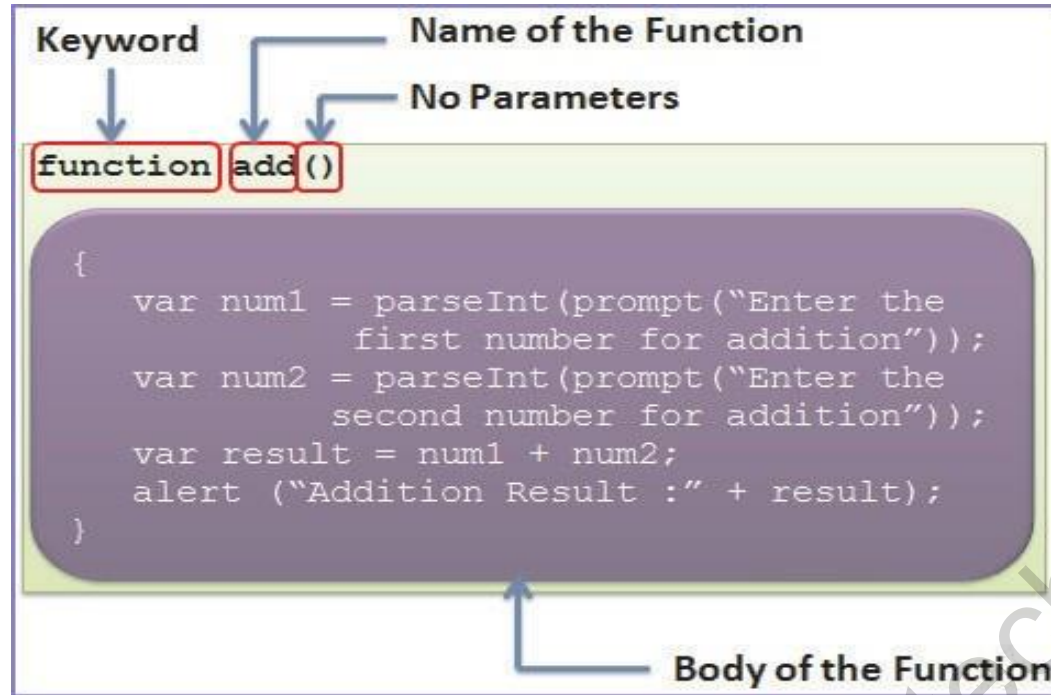 Keyword
Name of the Function
No Parameters
function add()
{
var num1 = parseInt(prompt(“Enter the
first number for addition”));
var num2 = parseInt(prompt(“Enter the
second number for addition”));
var result = num1 + num2;
alert (“Addition Result :” + result);
}
Body of the Function